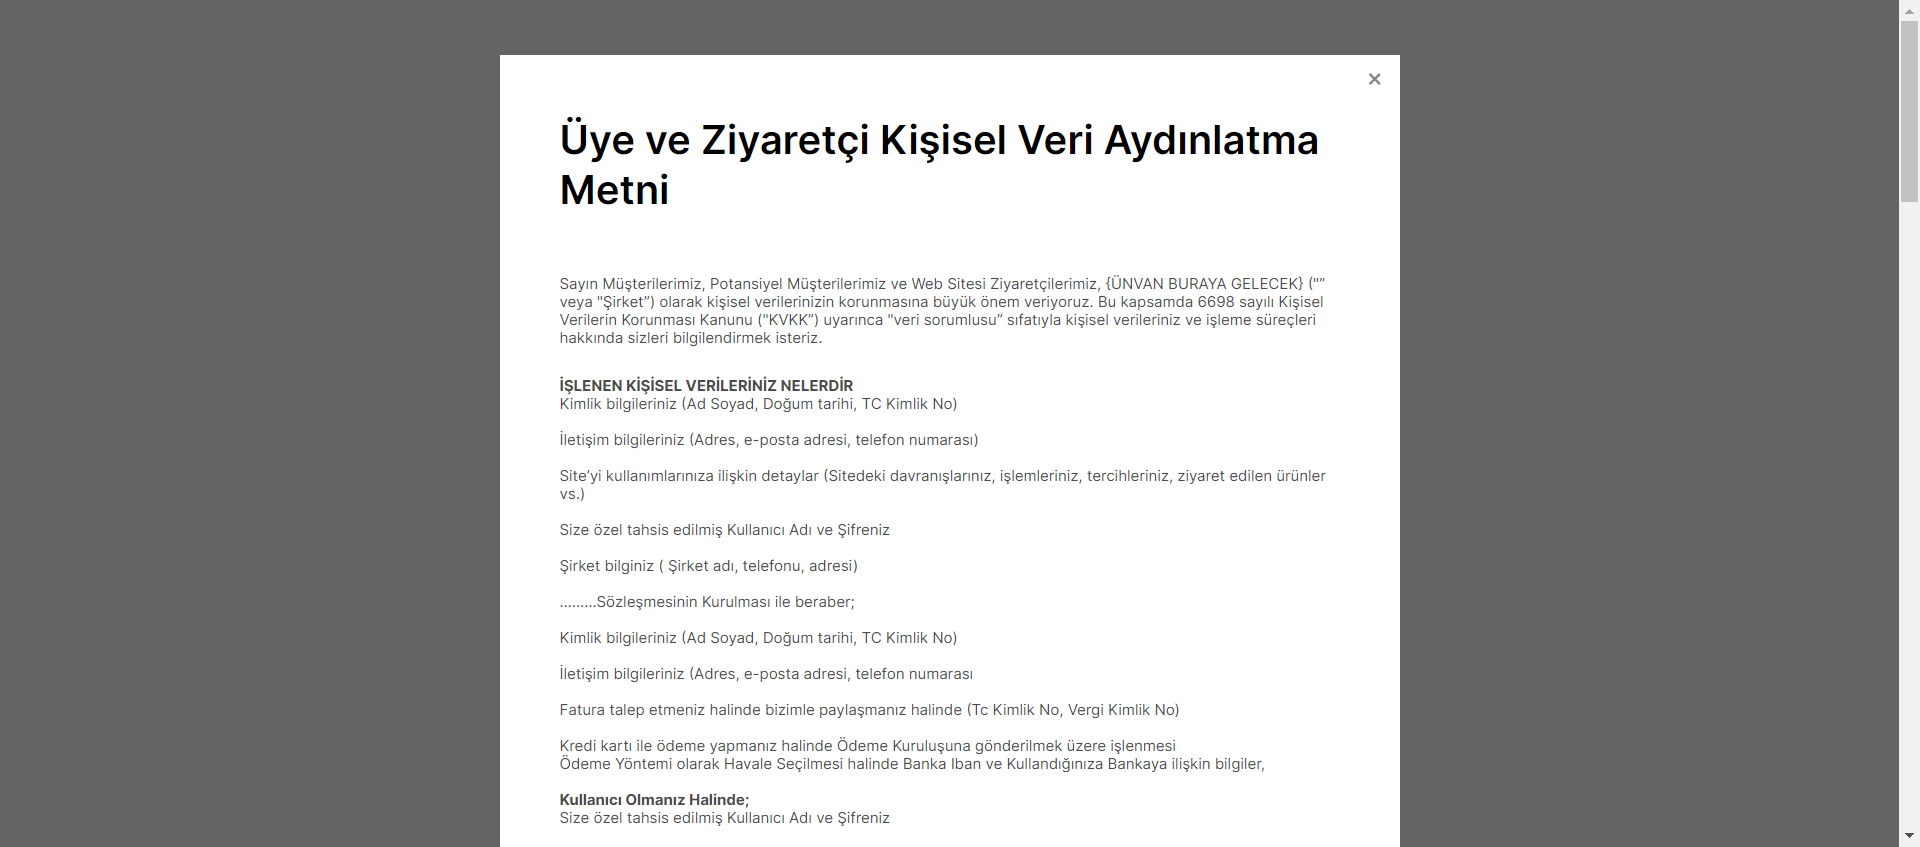 ×
Üye ve Ziyaretçi Kişisel Veri Aydınlatma
Metni
Sayın Müşterilerimiz, Potansiyel Müşterilerimiz ve Web Sitesi Ziyaretçilerimiz, {ÜNVAN BURAYA GELECEK} ("”
veya "Şirket”) olarak kişisel verilerinizin korunmasına büyük önem veriyoruz. Bu kapsamda 6698 sayılı Kişisel
Verilerin Korunması Kanunu ("KVKK”) uyarınca "veri sorumlusu” sıfatıyla kişisel verileriniz ve işleme süreçleri
hakkında sizleri bilgilendirmek isteriz.
İŞLENEN KİŞİSEL VERİLERİNİZ NELERDİR
Kimlik bilgileriniz (Ad Soyad, Doğum tarihi, TC Kimlik No)
İletişim bilgileriniz (Adres, e-posta adresi, telefon numarası)
Site’yi kullanımlarınıza ilişkin detaylar (Sitedeki davranışlarınız, işlemleriniz, tercihleriniz, ziyaret edilen ürünler
vs.)
Size özel tahsis edilmiş Kullanıcı Adı ve Şifreniz
Şirket bilginiz ( Şirket adı, telefonu, adresi)
………Sözleşmesinin Kurulması ile beraber;
Kimlik bilgileriniz (Ad Soyad, Doğum tarihi, TC Kimlik No)
İletişim bilgileriniz (Adres, e-posta adresi, telefon numarası
Fatura talep etmeniz halinde bizimle paylaşmanız halinde (Tc Kimlik No, Vergi Kimlik No)
Kredi kartı ile ödeme yapmanız halinde Ödeme Kuruluşuna gönderilmek üzere işlenmesi
Ödeme Yöntemi olarak Havale Seçilmesi halinde Banka Iban ve Kullandığınıza Bankaya ilişkin bilgiler,
Kullanıcı Olmanız Halinde;
Size özel tahsis edilmiş Kullanıcı Adı ve Şifreniz